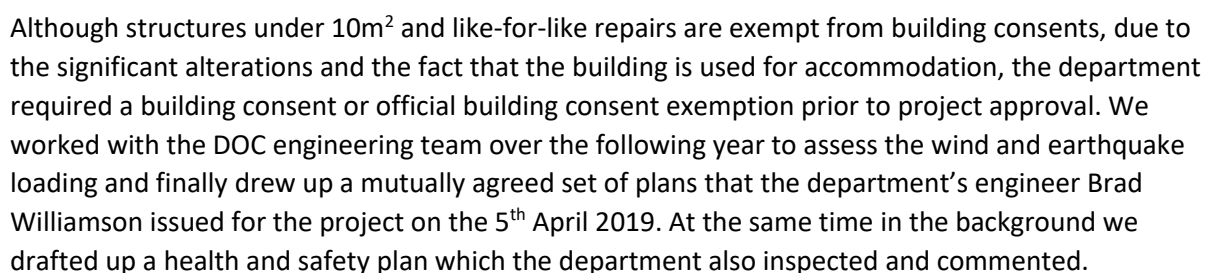 Although structures under 10m² and like-for-like repairs are exempt from building consents, due to
the significant alterations and the fact that the building is used for accommodation, the department
required a building consent or official building consent exemption prior to project approval. We
worked with the DOC engineering team over the following year to assess the wind and earthquake
loading and finally drew up a mutually agreed set of plans that the department’s engineer Brad
Williamson issued for the project on the 5th April 2019. At the same time in the background we
drafted up a health and safety plan which the department also inspected and commented.